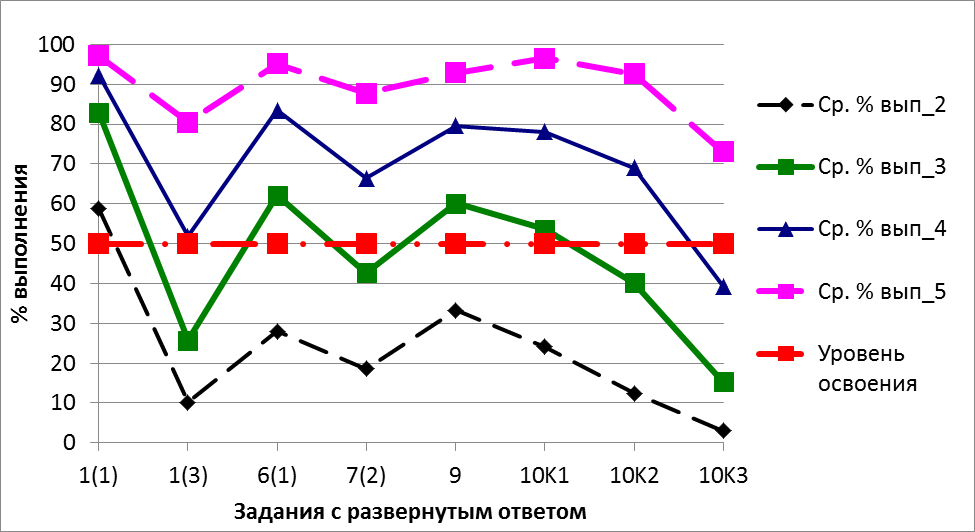 % выполнения
100
90
80
70
60
50
40
30
20
10
0
1(1) 1(3) 6(1) 7(2) 9 10К1 10К2 10К3
Задания с развернутым ответом
Ср. % вып_2
Ср. % вып_3
Ср. % вып_4
Ср. % вып_5
Уровень
освоения